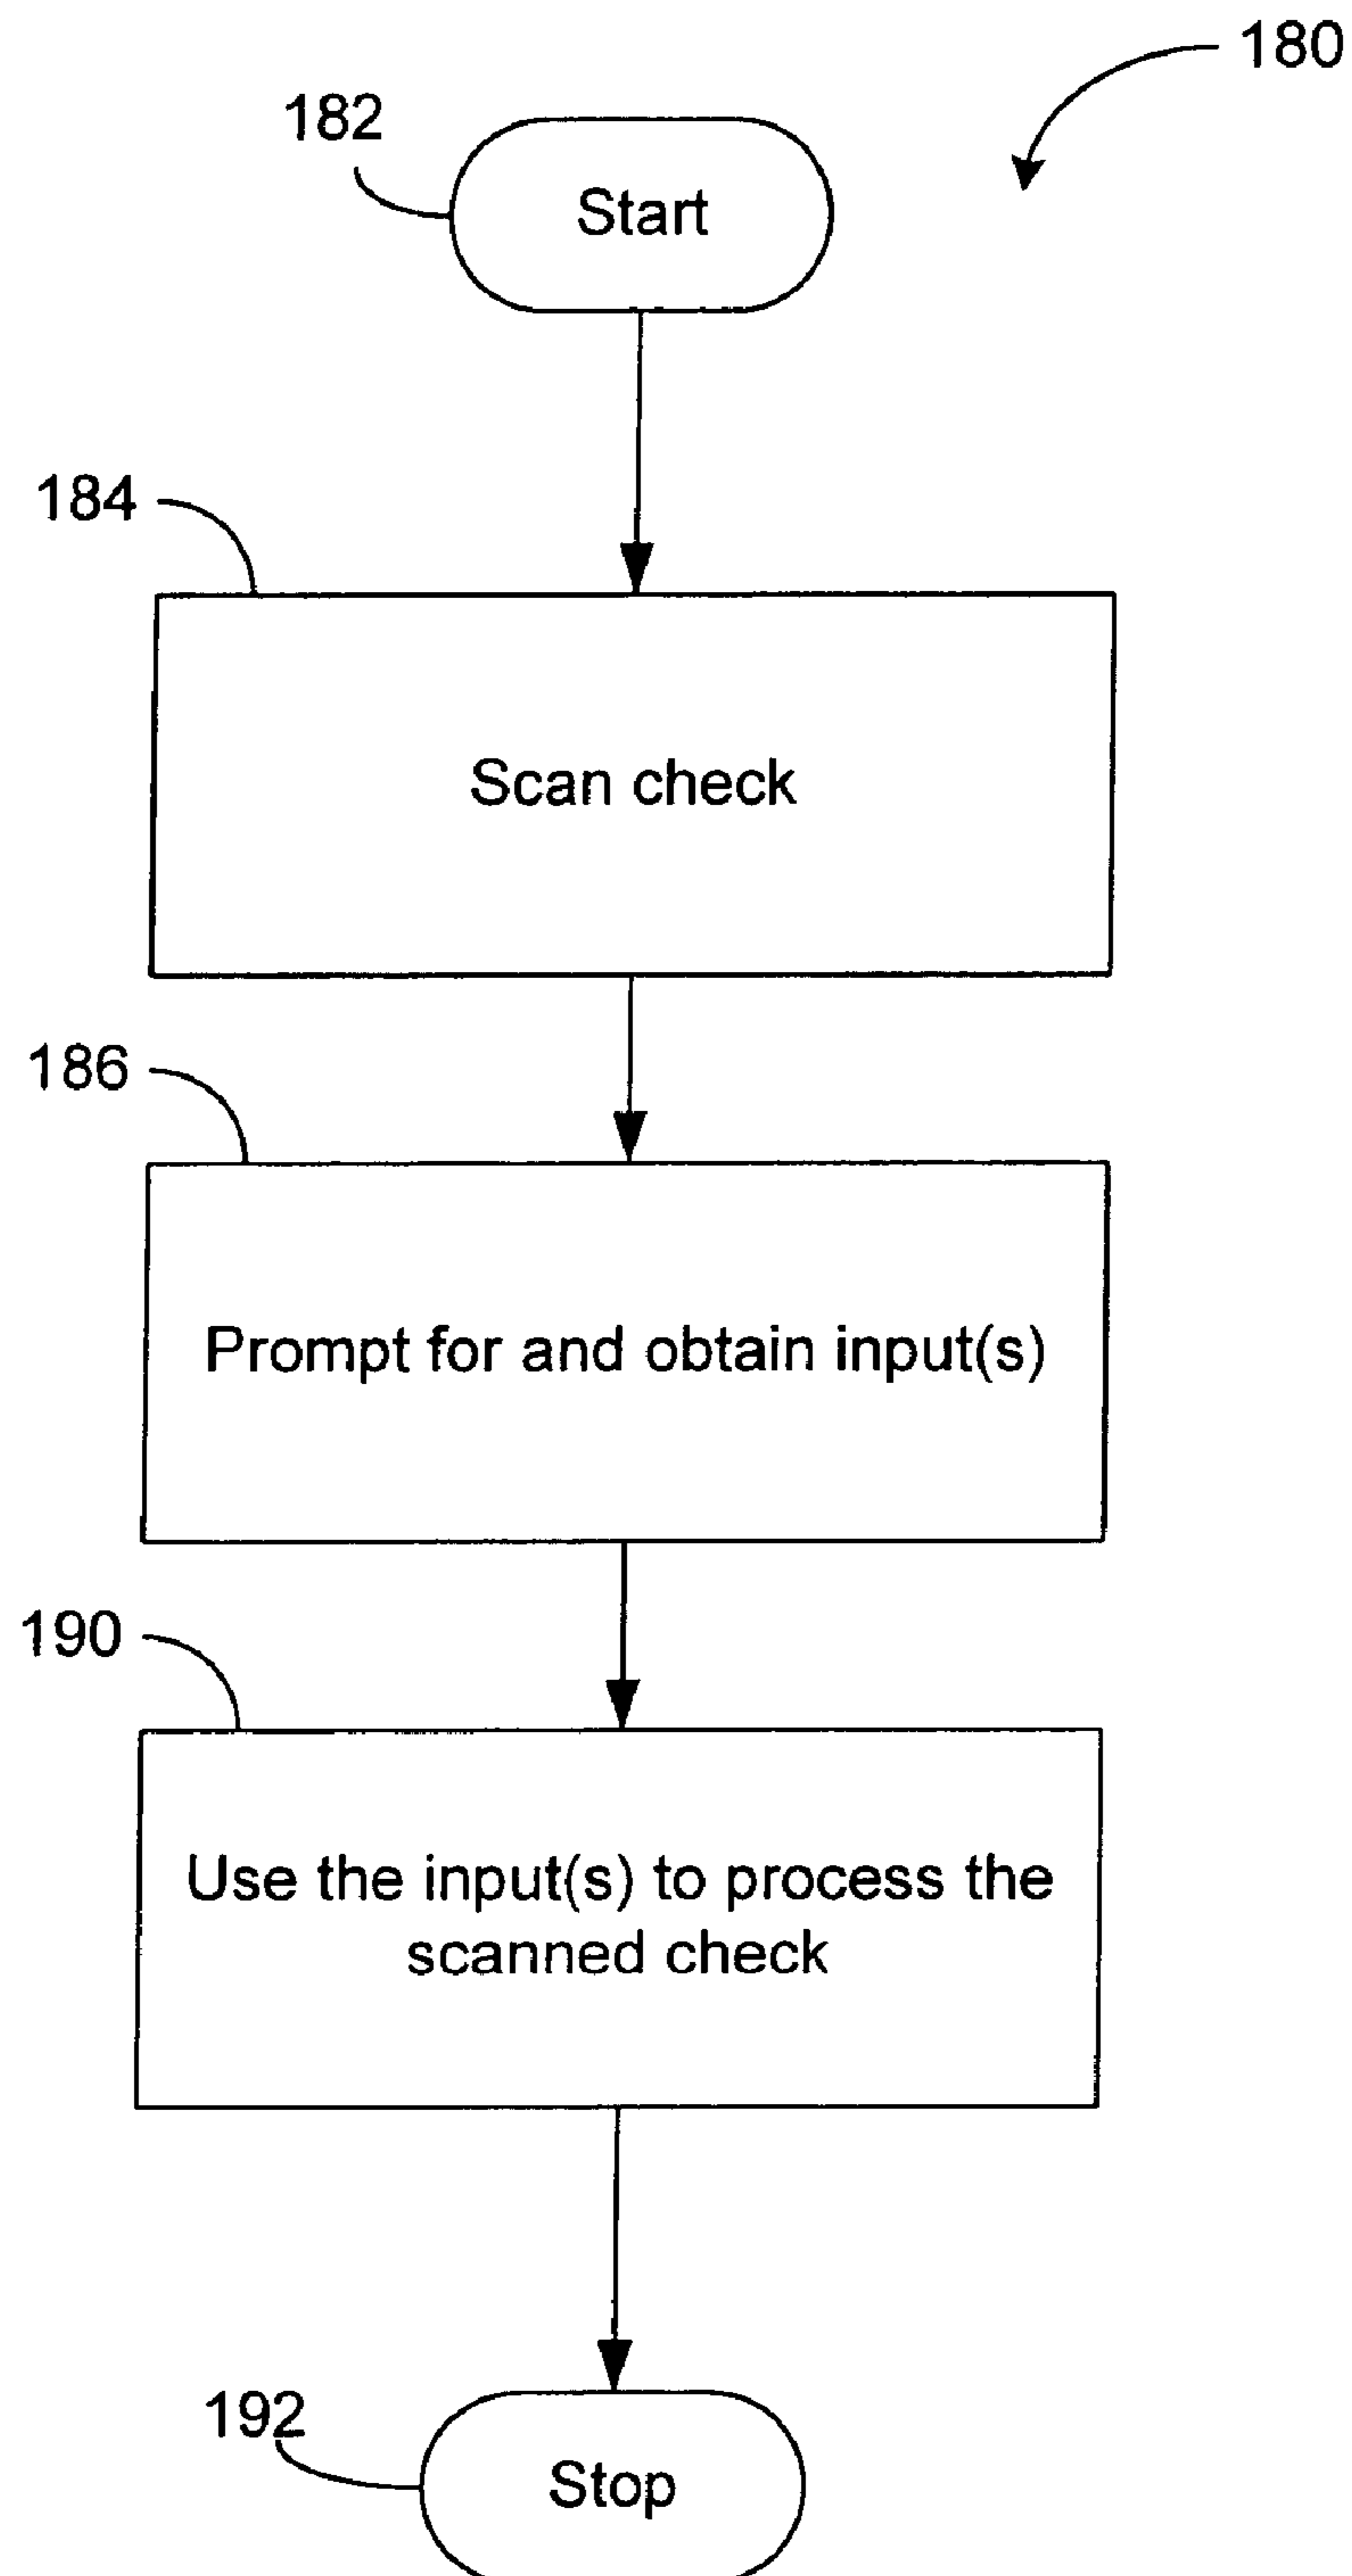 180
182
Start
184
Scan check
186
Prompt for and obtain input(s)
190
Use the input(s) to process the
scanned check
192
Stop